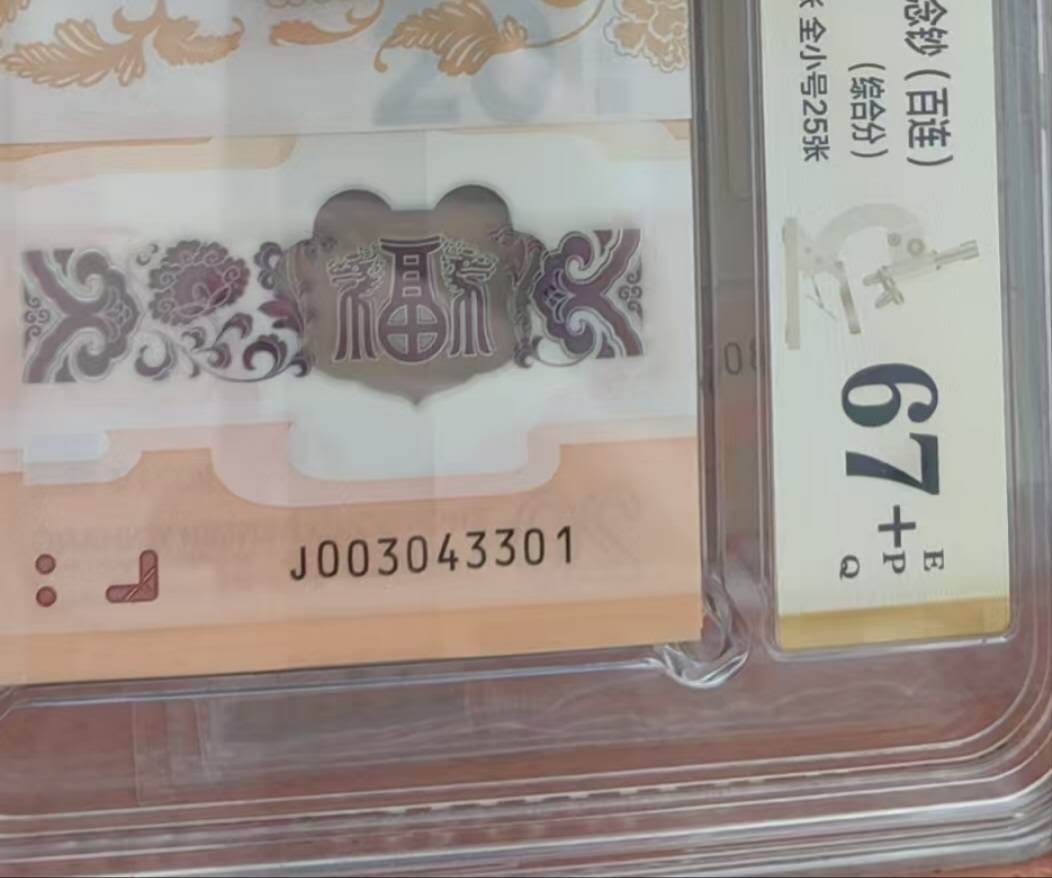 念钞（百连）
（综合分）
全小号25张
67+
E
P
Q
福
J003043301